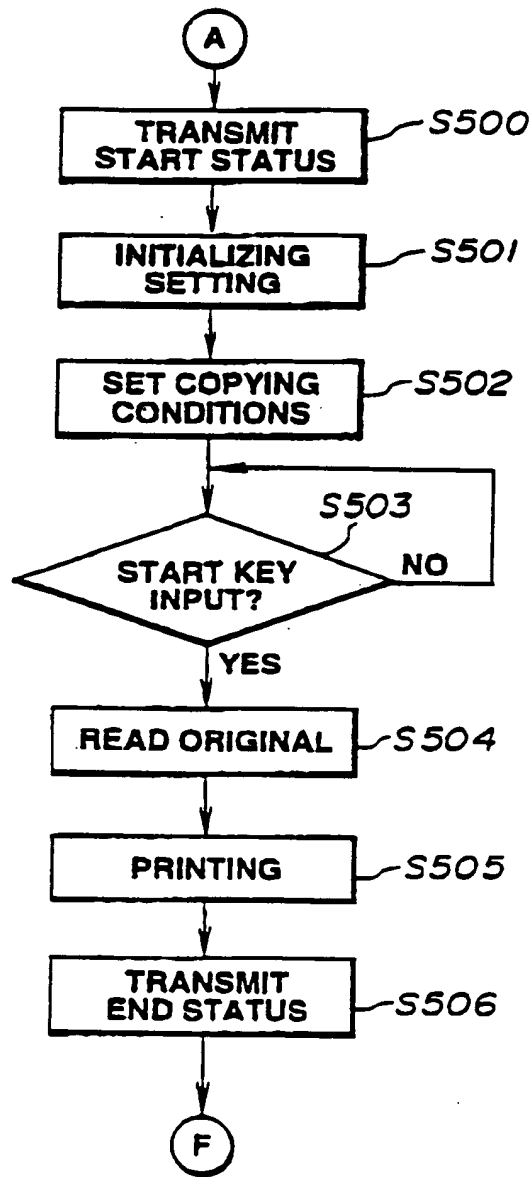 A
TRANSMIT
START STATUS
S500
INITIALIZING
SETTING
S501
SET COPYING
CONDITIONS
S502
S503
START KEY
INPUT?
NO
YES
READ ORIGINAL
S504
PRINTING
S505
TRANSMIT
END STATUS
S506
F